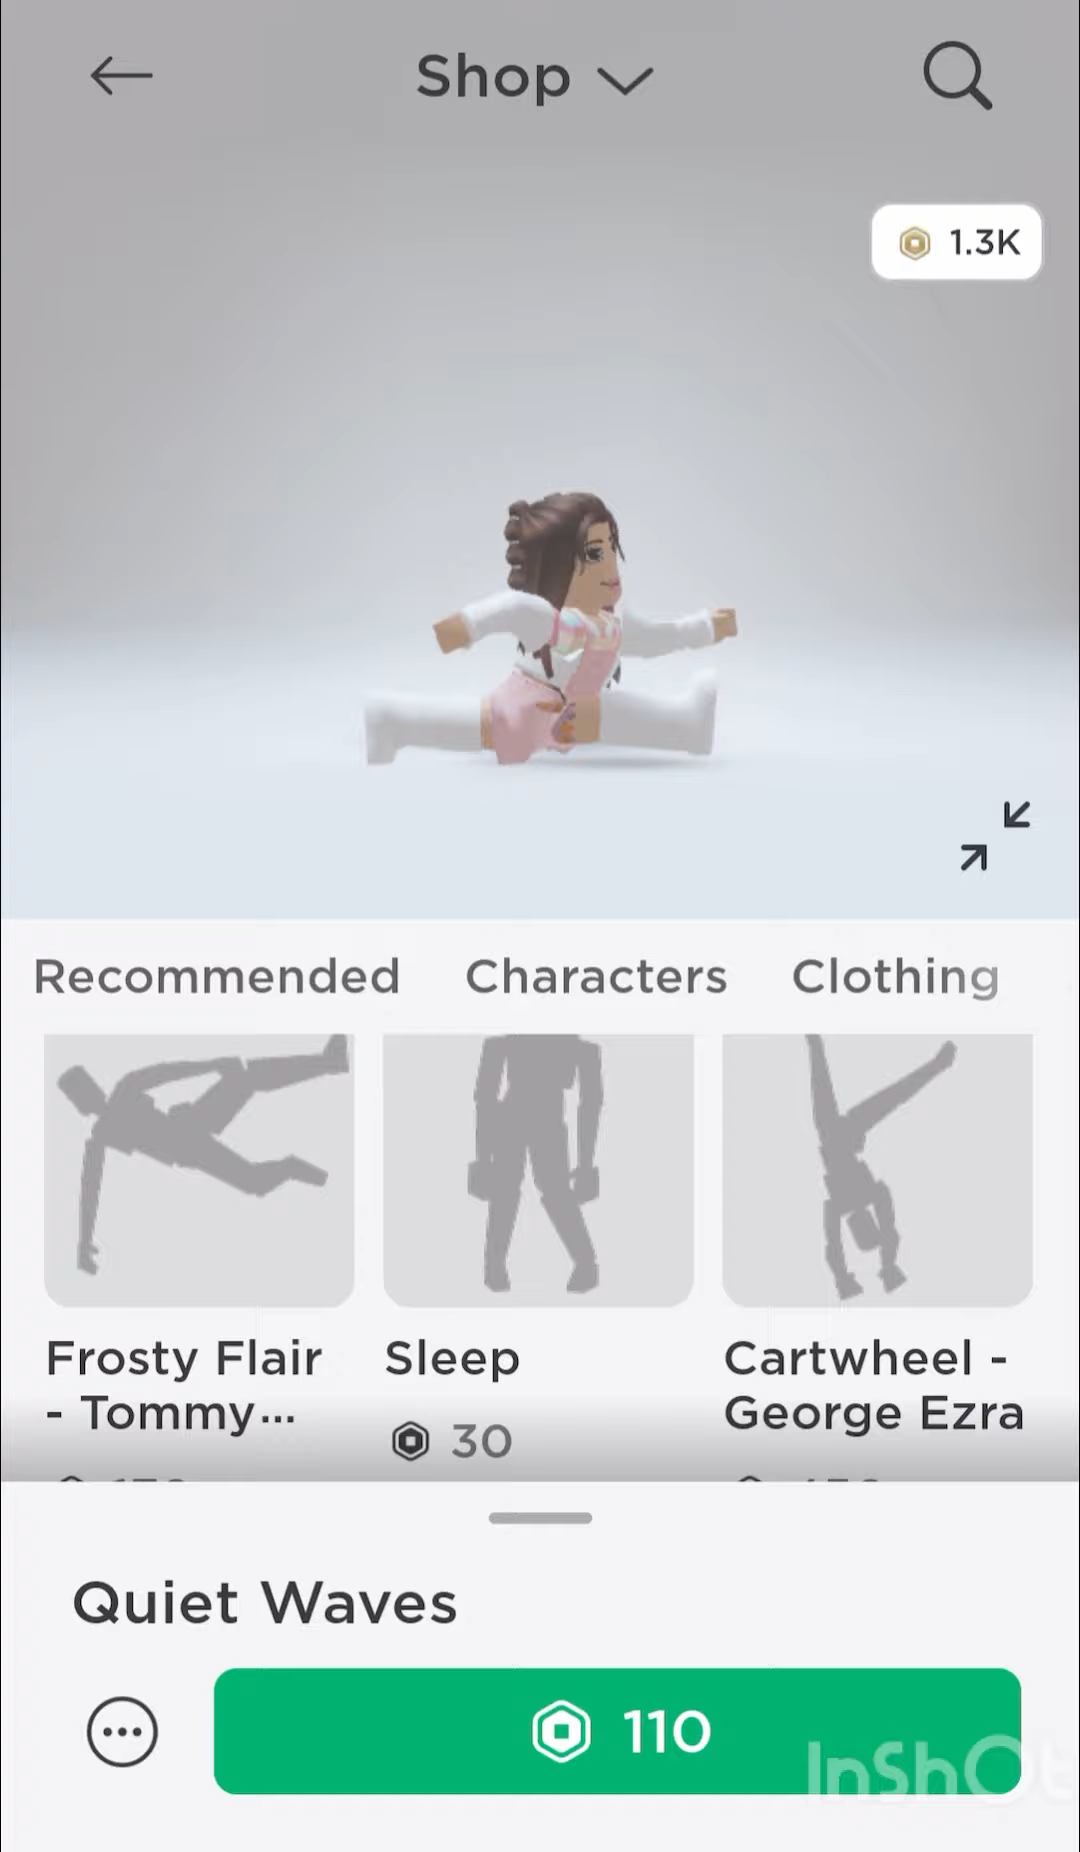 Shop
1.3K
Recommended Characters Clothing
Frosty Flair
- Tommy...
Sleep
30
Cartwheel -
George Ezra
Quiet Waves
110
InShOt